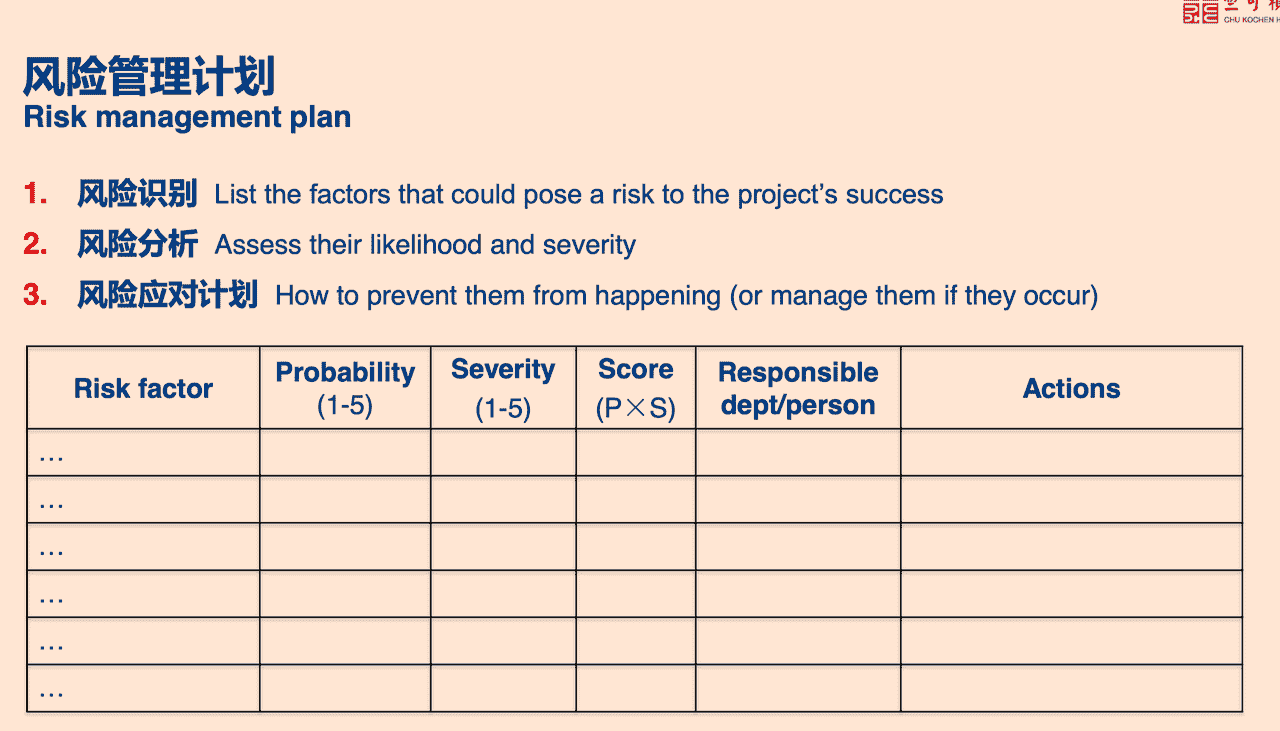 CHU KOCHEN H
风险管理计划
Risk management plan
1. 风险识别 List the factors that could pose a risk to the project’s success
2. 风险分析 Assess their likelihood and severity
3. 风险应对计划 How to prevent them from happening (or manage them if they occur)
Risk factor Probability (1-5) Severity (1-5) Score (P×S) Responsible dept/person Actions
…
…
…
…
…
…